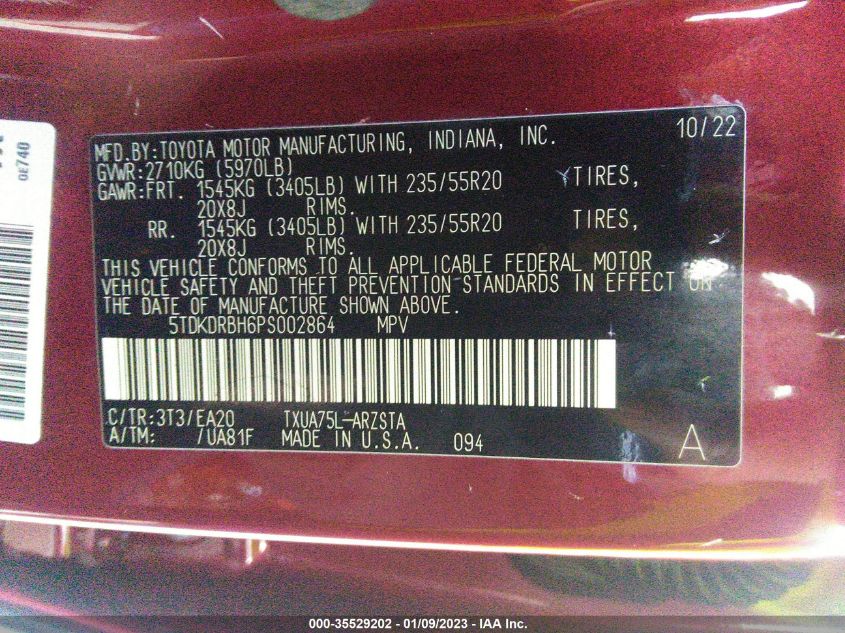 MFD.BY:TOYOTA MOTOR MANUFACTURING, INDIANA, INC. 10/22
GVWR:2710KG (5970LB)
GAWR:FRT. 1545KG (3405LB) WITH 235/55R20 TIRES,
20X8J RIMS.
RR. 1545KG (3405LB) WITH 235/55R20 TIRES,
20X8J RIMS.
THIS VEHICLE CONFORMS TO ALL APPLICABLE FEDERAL MOTOR
VEHICLE SAFETY AND THEFT PREVENTION STANDARDS IN EFFECT ON
THE DATE OF MANUFACTURE SHOWN ABOVE.
5TDKDRBH6PS002864 MPV
C/TR:3T3/EA20 TXUA75L-ARZSTA
A/TM: /UA81F MADE IN U.S.A. 094 A
0E740
000-35529202 - 01/09/2023 - IAA Inc.